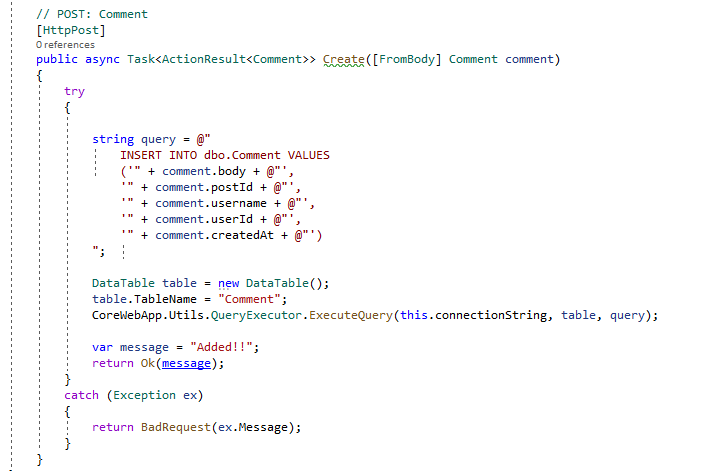 // POST: Comment
[HttpPost]
0 references
public async Task<ActionResult<Comment>> Create([FromBody] Comment comment)
{
try
{
string query = @"
INSERT INTO dbo.Comment VALUES
('" + comment.body + @"',
'" + comment.postId + @"',
'" + comment.username + @"',
'" + comment.userId + @"',
'" + comment.createdAt + @"')
";
DataTable table = new DataTable();
table.TableName = "Comment";
CoreWebApp.Utils.QueryExecutor.ExecuteQuery(this.connectionString, table, query);
var message = "Added!!";
return Ok(message);
}
catch (Exception ex)
{
return BadRequest(ex.Message);
}
}